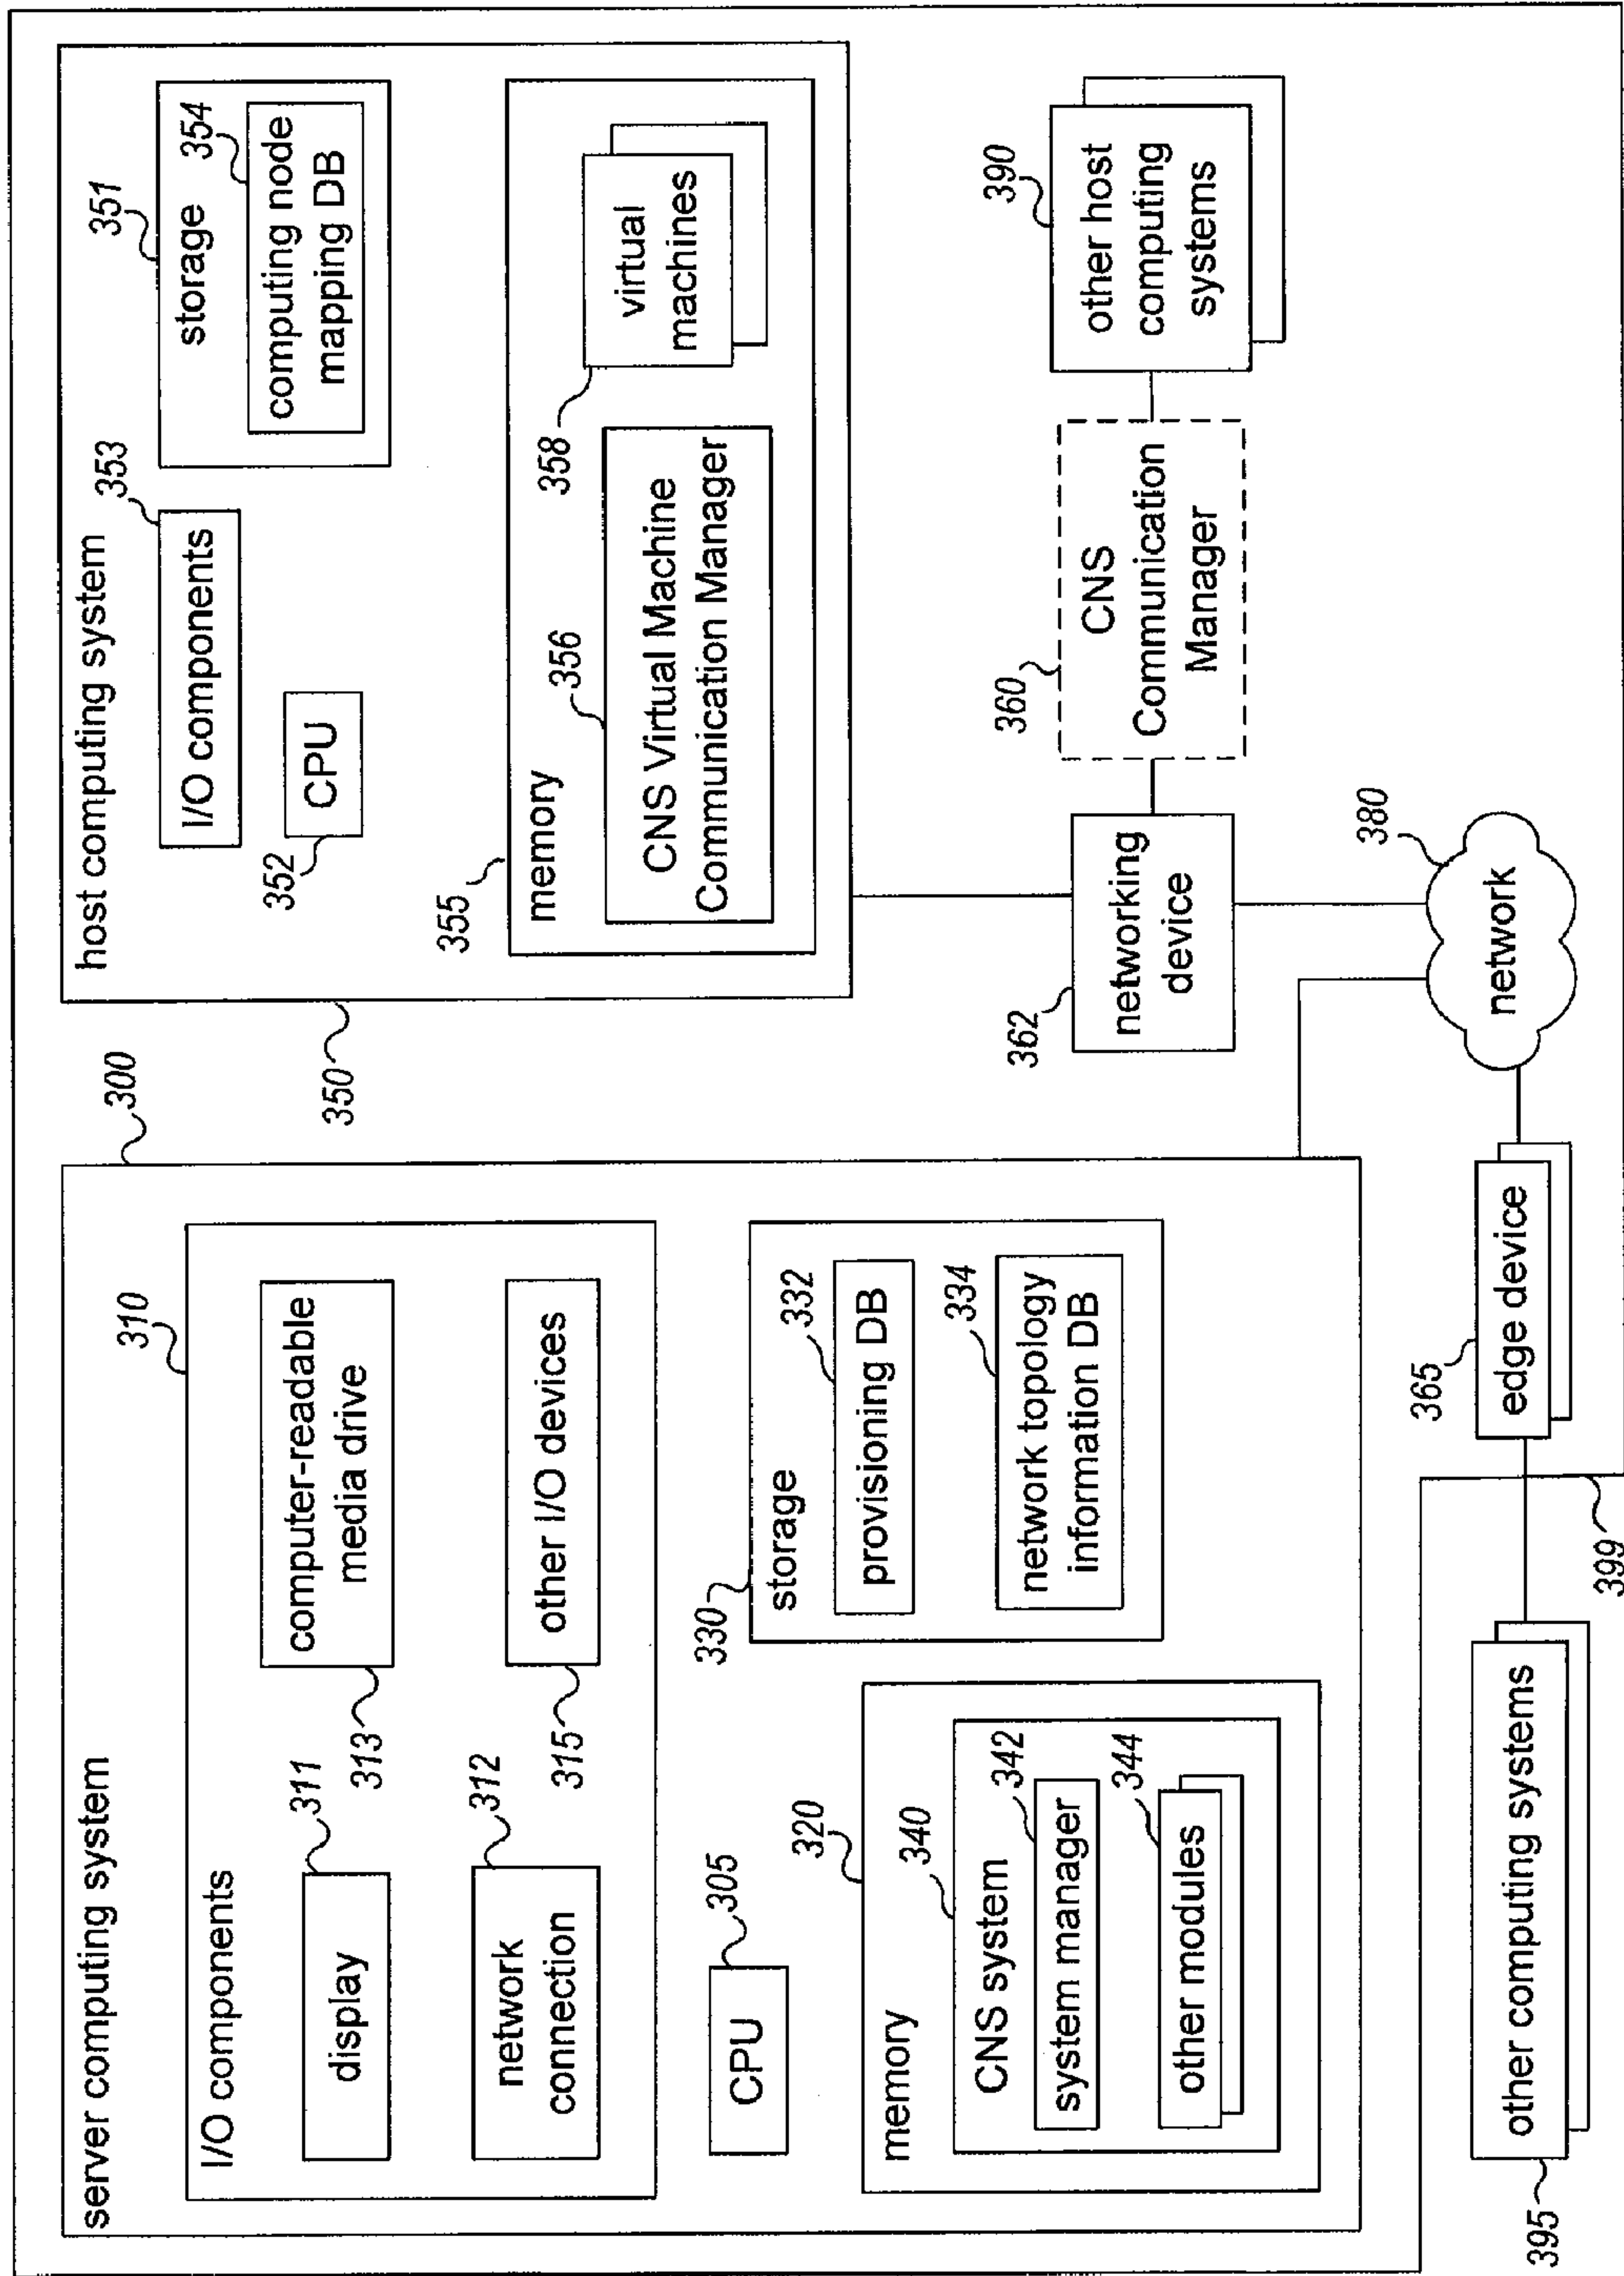 server computing system
300
I/O components
310
311
display
computer-readable
media drive
313
312
network
connection
other I/O devices
315
305
CPU
320
memory
340
CNS system
342
system manager
344
other modules
330
storage
332
provisioning DB
334
network topology
information DB
host computing system
350
353
I/O components
352
CPU
351
storage
354
computing node
mapping DB
355
memory
356
CNS Virtual Machine
Communication Manager
358
virtual
machines
362
networking
device
360
CNS
Communication
Manager
390
other host
computing
systems
380
network
365
edge device
399
395
other computing systems